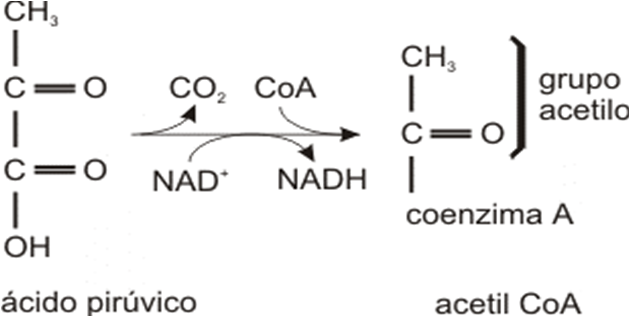 CH₃
C = O
C = O
OH
ácido pirúvico
CO₂
CoA
NAD⁺
NADH
CH₃
C = O
coenzima A
grupo
acetilo
acetil CoA